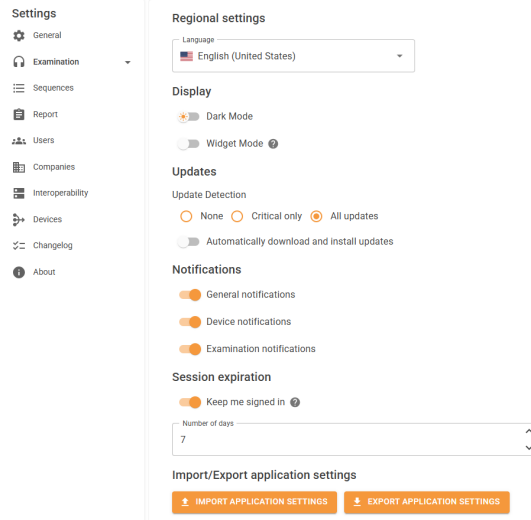 Settings
General
Examination
Sequences
Report
Users
Companies
Interoperability
Devices
Changelog
About
Regional settings
Language
English (United States)
Display
Dark Mode
Widget Mode ?
Updates
Update Detection
None Critical only All updates
Automatically download and install updates
Notifications
General notifications
Device notifications
Examination notifications
Session expiration
Keep me signed in ?
Number of days
7
Import/Export application settings
IMPORT APPLICATION SETTINGS EXPORT APPLICATION SETTINGS